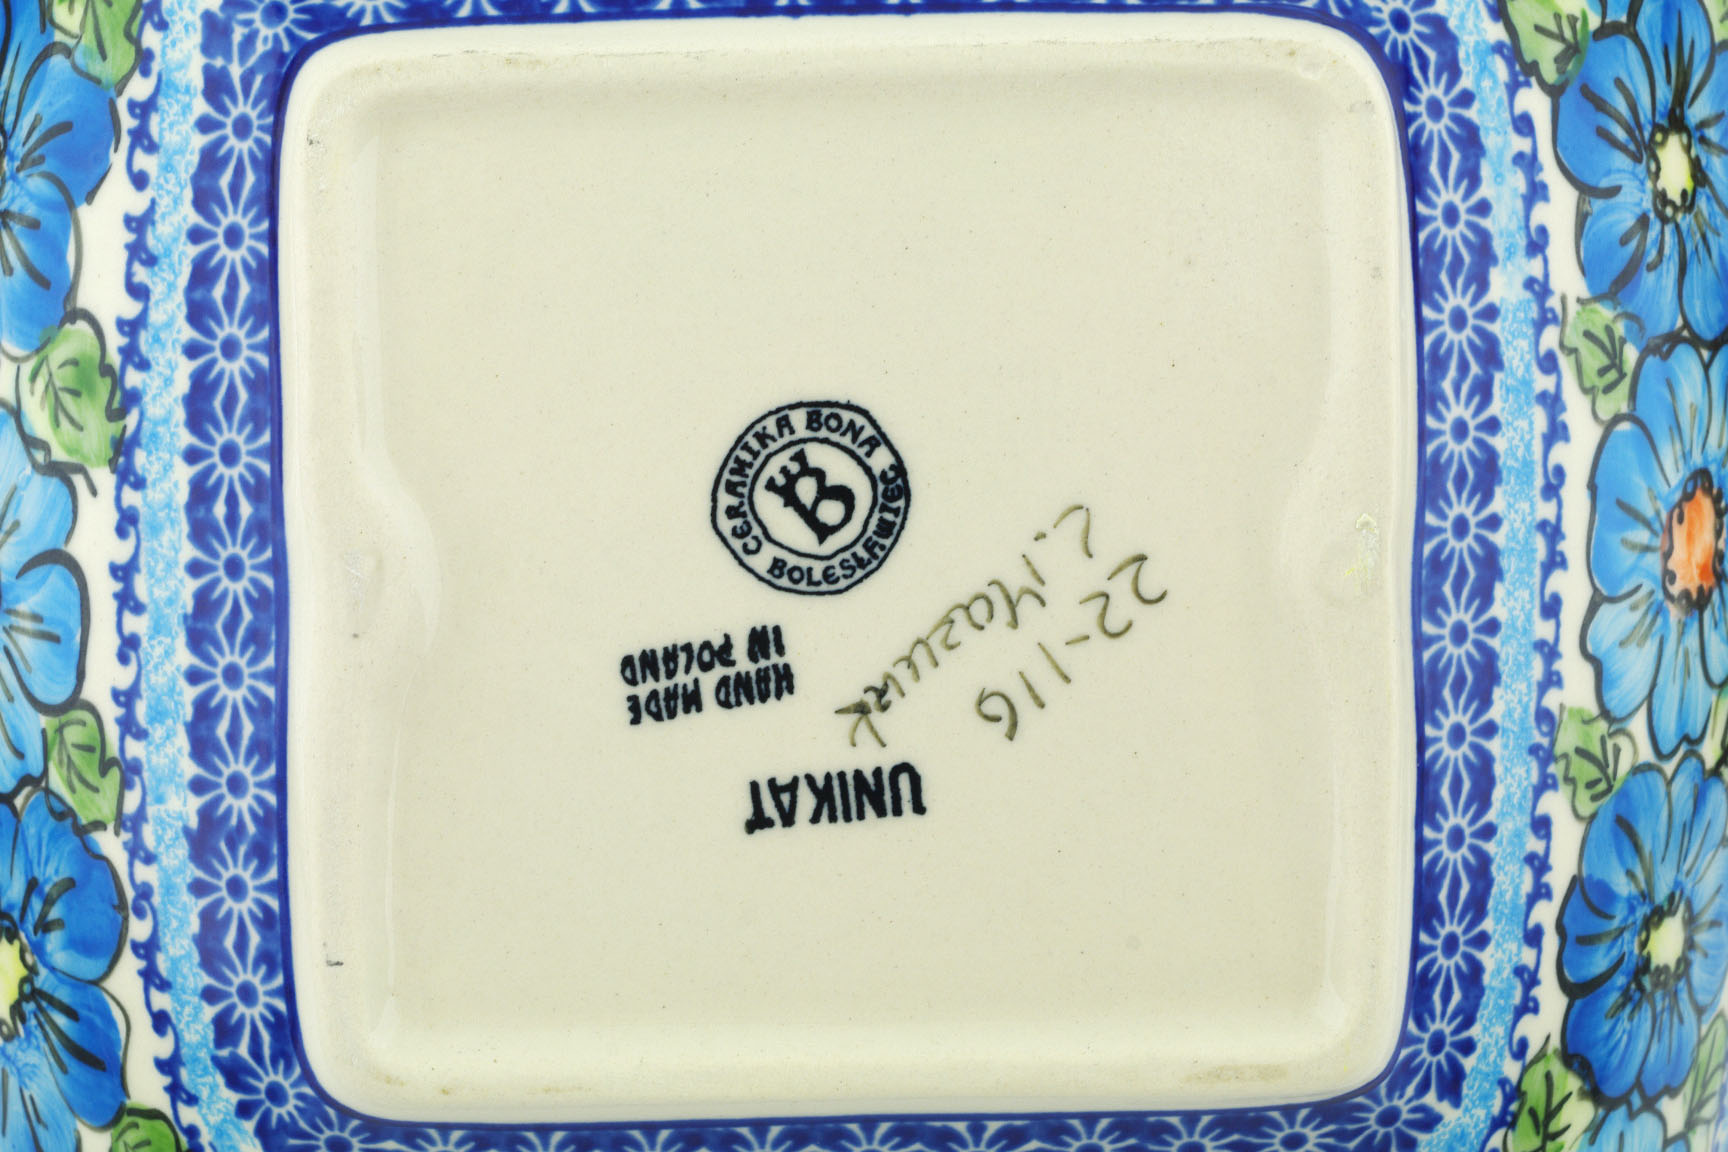 CERAMIKA BONA
BOLESŁAWIEC
B
HAND MADE
IN POLAND
UNIKAT
L. Mazurek
22-116